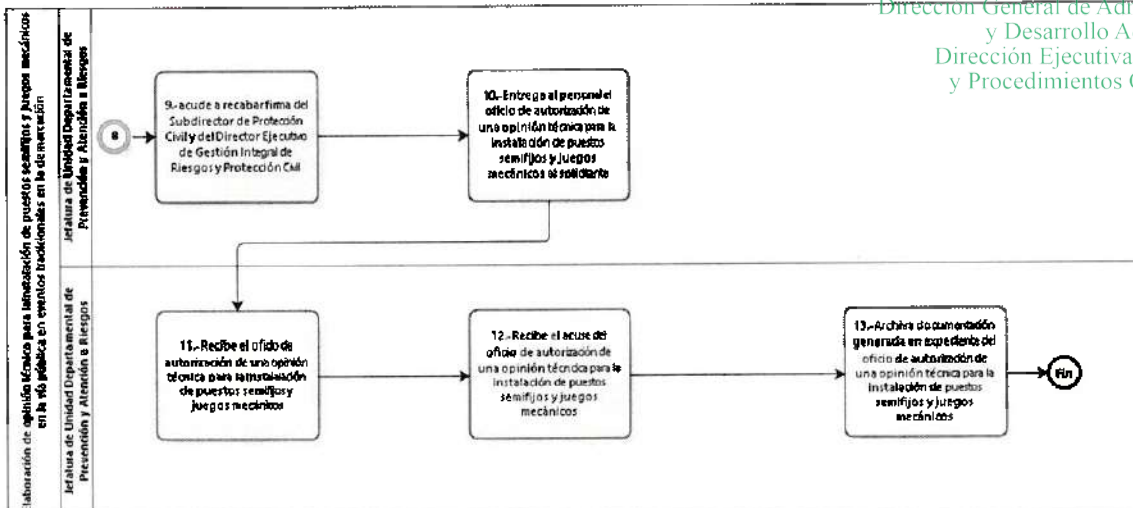 Dirección General de Ad
y Desarrollo A
Dirección Ejecutiva
y Procedimientos
Elaboración de opinión técnica para la instalación de puestos semifijos y juegos mecánicos
en la vía pública en eventos tradicionales en la demarcación
Jefatura de Unidad Departamental de
Prevención y Atención a Riesgos
9.-acude a recabar firma del
Subdirector de Protección
Civil y del Director Ejecutivo
de Gestión Integral de
Riesgos y Protección Civil
10.-Entrega al personal el
oficio de autorización de
una opinión técnica para la
instalación de puestos
semifijos y juegos
mecánicos al solicitante
Jefatura de Unidad Departamental de
Prevención y Atención a Riesgos
11.-Recibe el oficio de
autorización de una opinión
técnica para la instalación
de puestos semifijos y
juegos mecánicos
12.-Recibe el acuse del
oficio de autorización de
una opinión técnica para la
instalación de puestos
semifijos y juegos
mecánicos
13.-Archiva documentación
generada en expediente del
oficio de autorización de
una opinión técnica para la
instalación de puestos
semifijos y juegos
mecánicos
Fin